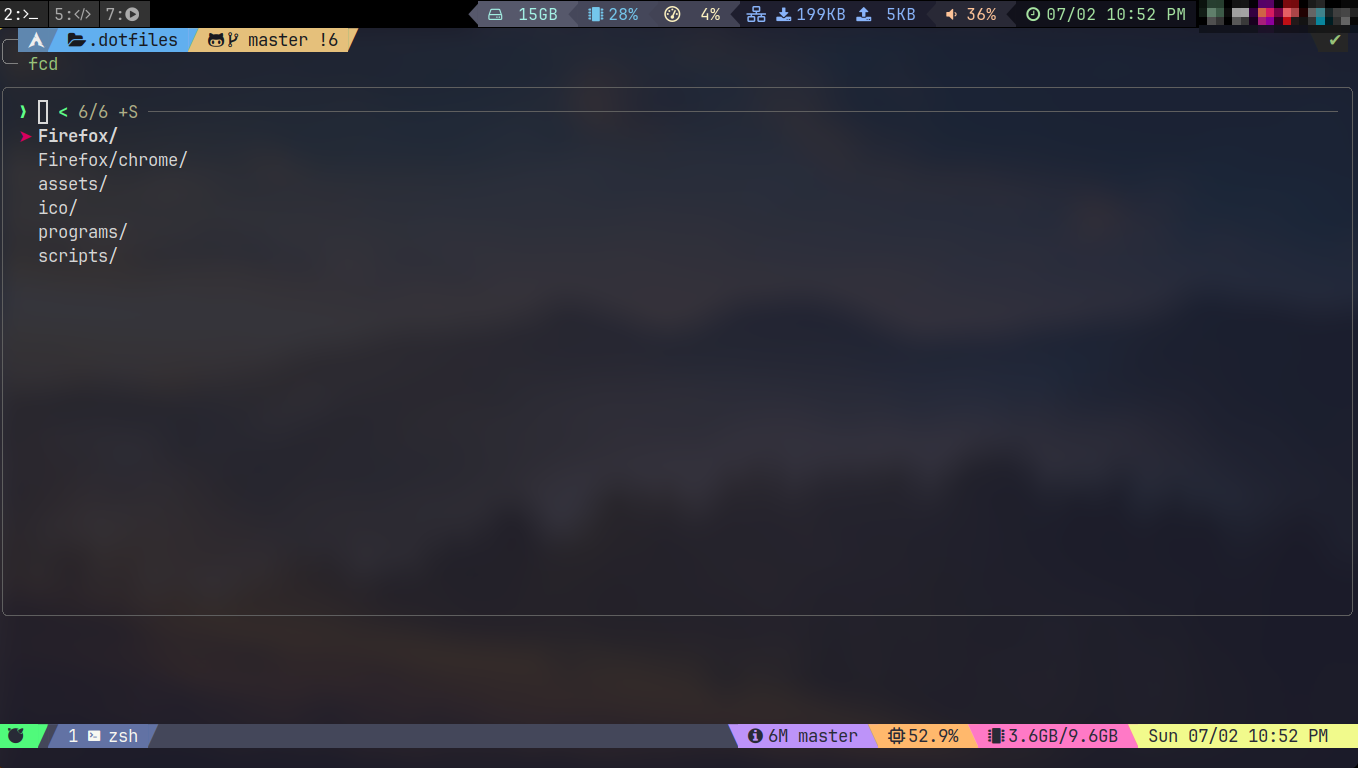 2:>_ 5:</> 7: 15GB 28% 4% 199KB 5KB 36% 07/02 10:52 PM
.dotfiles master !6 ✔
fcd
❯ < 6/6 +S
➤ Firefox/
Firefox/chrome/
assets/
ico/
programs/
scripts/
1 zsh 6M master 52.9% 3.6GB/9.6GB Sun 07/02 10:52 PM